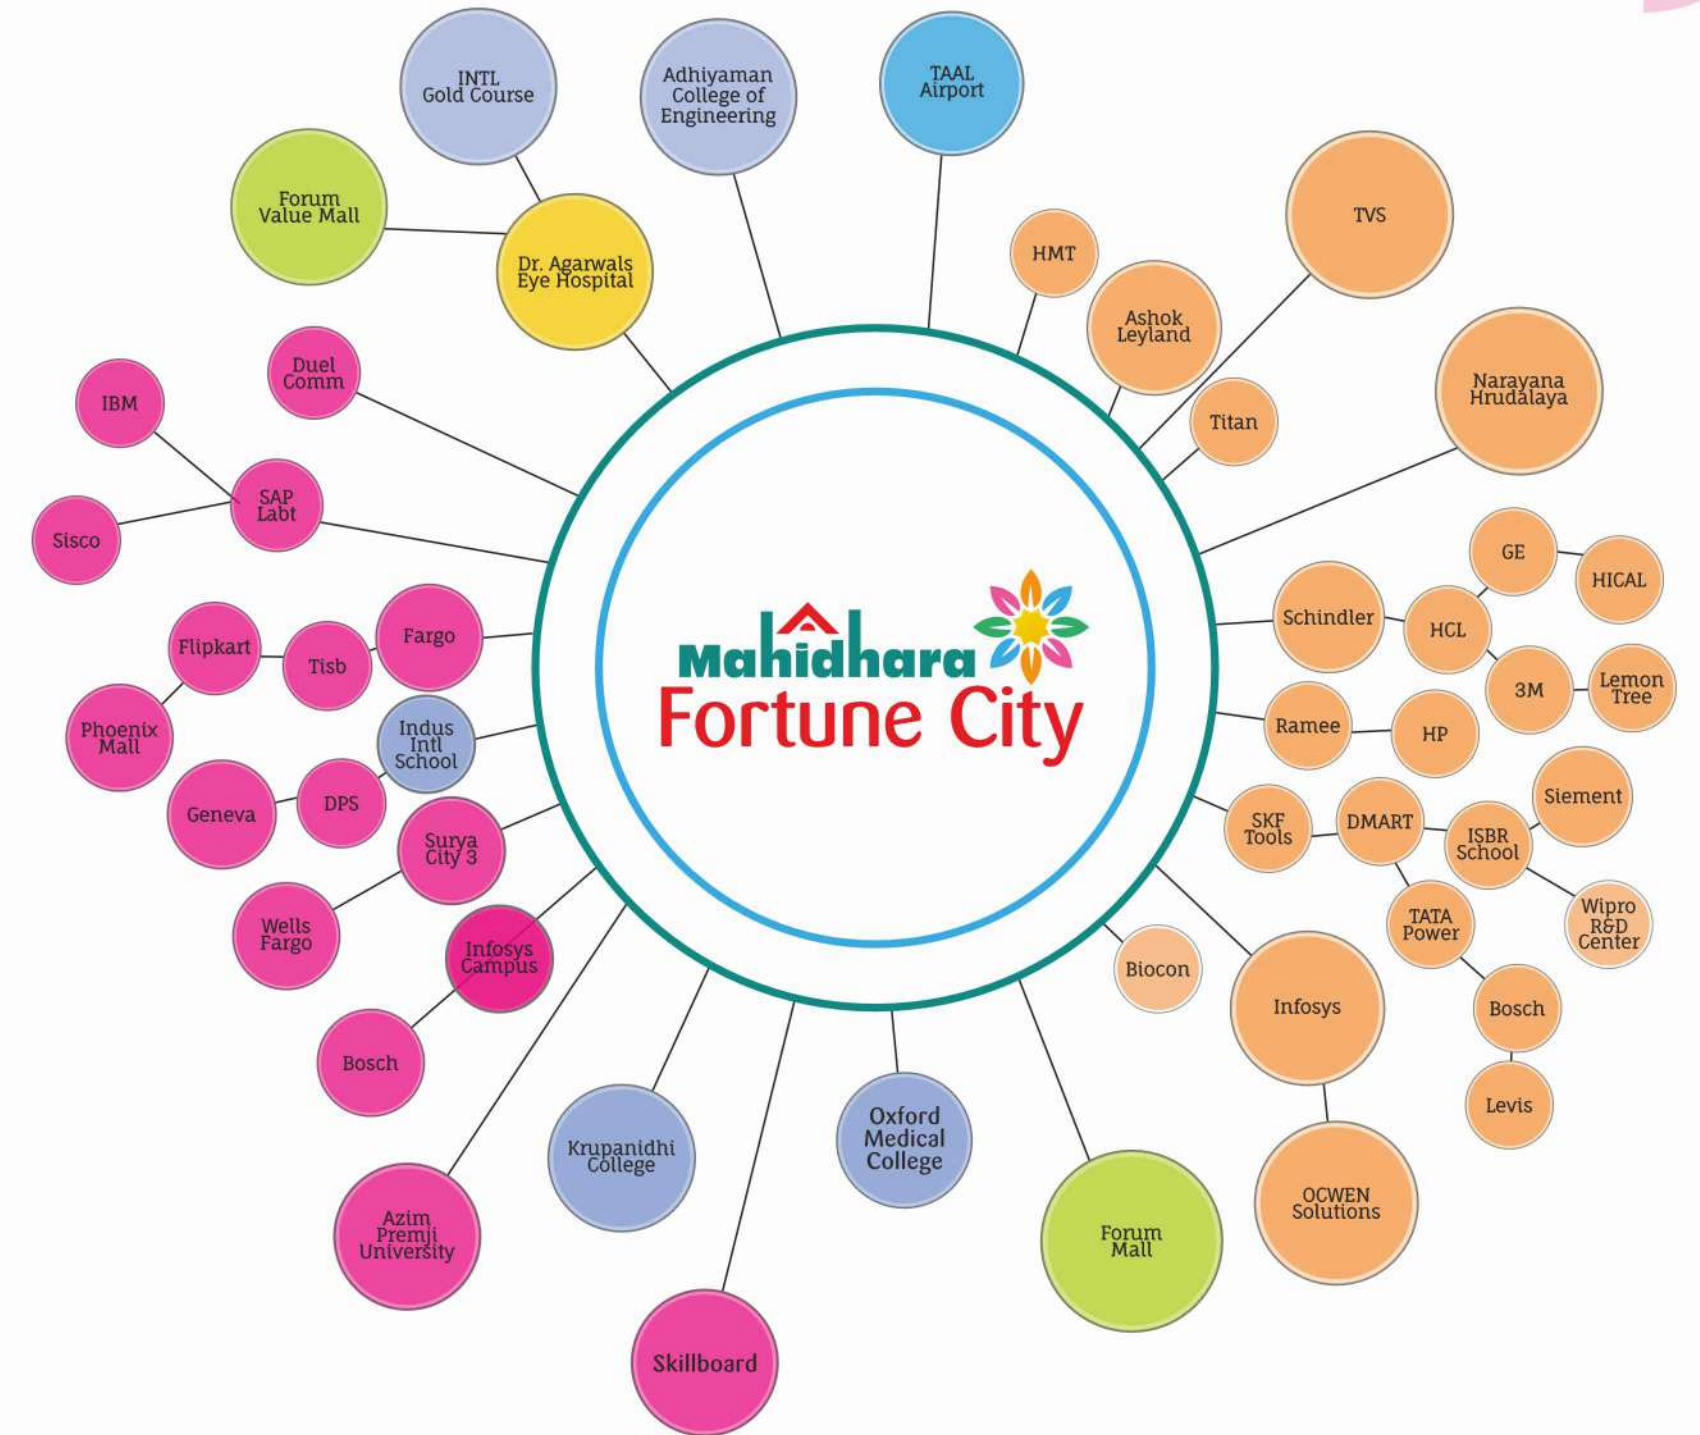 INTL
Gold Course
Adhiyaman
College of
Engineering
TAAL
Airport
Forum
Value Mall
Dr. Agarwals
Eye Hospital
HMT
TVS
Ashok
Leyland
Titan
Narayana
Hrudalaya
Duel
Comm
IBM
SAP
Labt
Sisco
GE
HICAL
Schindler
HCL
3M
Lemon
Tree
Flipkart
Tisb
Fargo
Phoenix
Mall
Indus
Intl
School
Mahidhara
Fortune City
Ramee
HP
Geneva
DPS
Surya
City 3
SKF
Tools
DMART
ISBR
School
Siement
Wells
Fargo
Infosys
Campus
TATA
Power
Wipro
R&D
Center
Biocon
Infosys
Bosch
Bosch
Levis
Krupanidhi
College
Oxford
Medical
College
Azim
Premji
University
Forum
Mall
OCWEN
Solutions
Skillboard